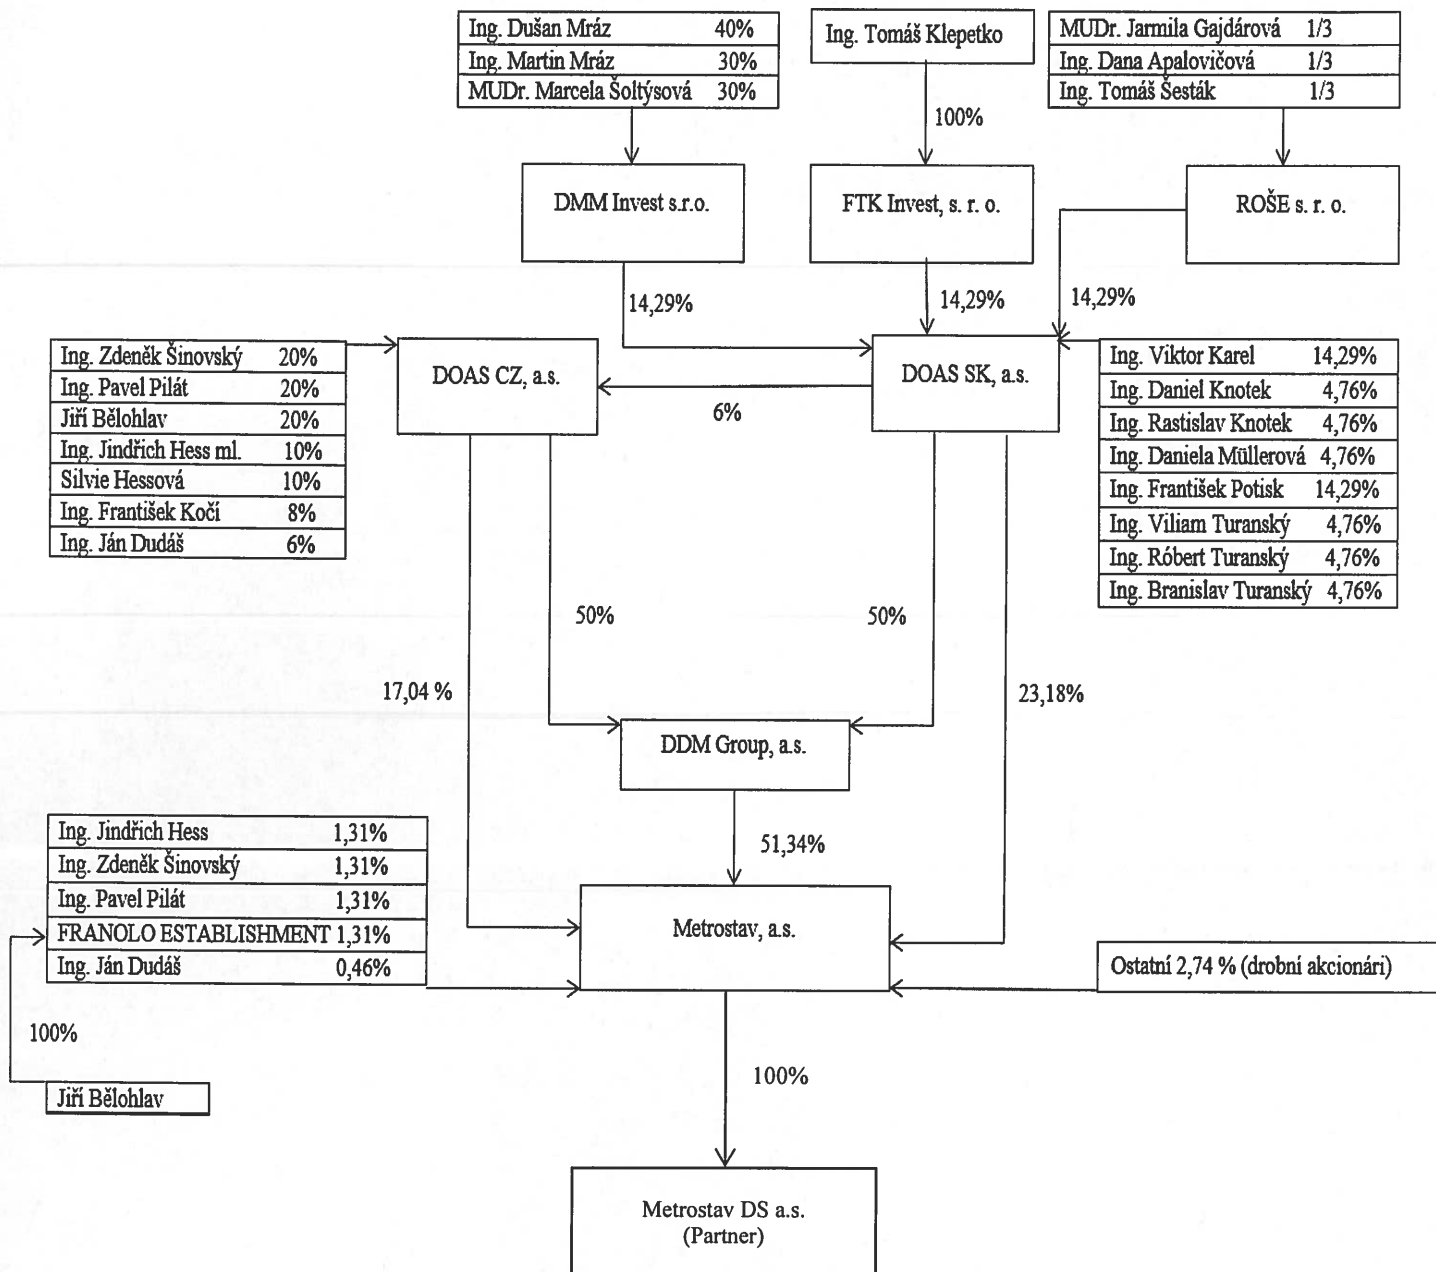 Ing. Dušan Mráz 40%
Ing. Martin Mráz 30%
MUDr. Marcela Šoltýsová 30%
Ing. Tomáš Klepetko
MUDr. Jarmila Gajdárová 1/3
Ing. Dana Apalovičová 1/3
Ing. Tomáš Šesták 1/3
100%
DMM Invest s.r.o.
FTK Invest, s. r. o.
ROŠE s. r. o.
14,29%
14,29%
14,29%
Ing. Zdeněk Šinovský 20%
Ing. Pavel Pilát 20%
Jiří Bělohlav 20%
Ing. Jindřich Hess ml. 10%
Silvie Hessová 10%
Ing. František Kočí 8%
Ing. Ján Dudáš 6%
DOAS CZ, a.s.
6%
DOAS SK, a.s.
Ing. Viktor Karel 14,29%
Ing. Daniel Knotek 4,76%
Ing. Rastislav Knotek 4,76%
Ing. Daniela Müllerová 4,76%
Ing. František Potisk 14,29%
Ing. Viliam Turanský 4,76%
Ing. Róbert Turanský 4,76%
Ing. Branislav Turanský 4,76%
50%
50%
17,04 %
23,18%
DDM Group, a.s.
51,34%
Ing. Jindřich Hess 1,31%
Ing. Zdeněk Šinovský 1,31%
Ing. Pavel Pilát 1,31%
FRANOLO ESTABLISHMENT 1,31%
Ing. Ján Dudáš 0,46%
Metrostav, a.s.
Ostatní 2,74 % (drobní akcionári)
100%
Jiří Bělohlav
100%
Metrostav DS a.s.
(Partner)